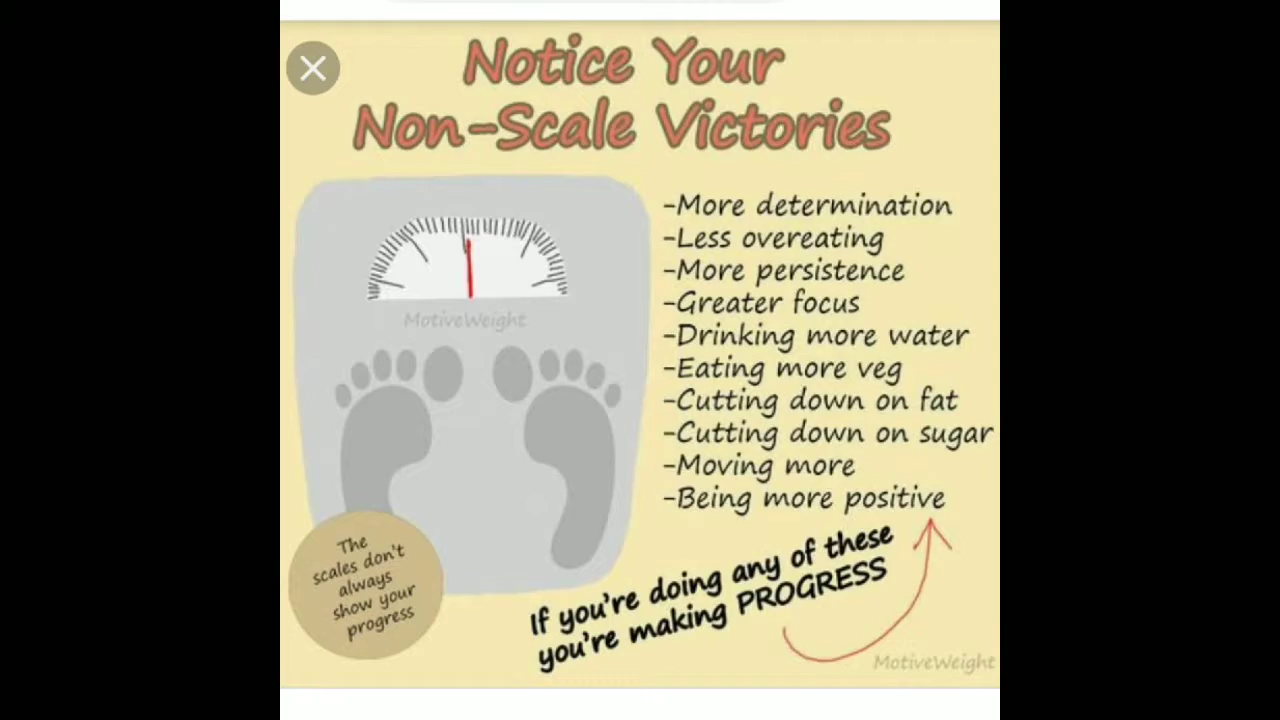 Notice Your
Non-Scale Victories
MotiveWeight
-More determination
-Less overeating
-More persistence
-Greater focus
-Drinking more water
-Eating more veg
-Cutting down on fat
-Cutting down on sugar
-Moving more
-Being more positive
The
scales don't
always
show your
progress
If you're doing any of these
you're making PROGRESS
MotiveWeight